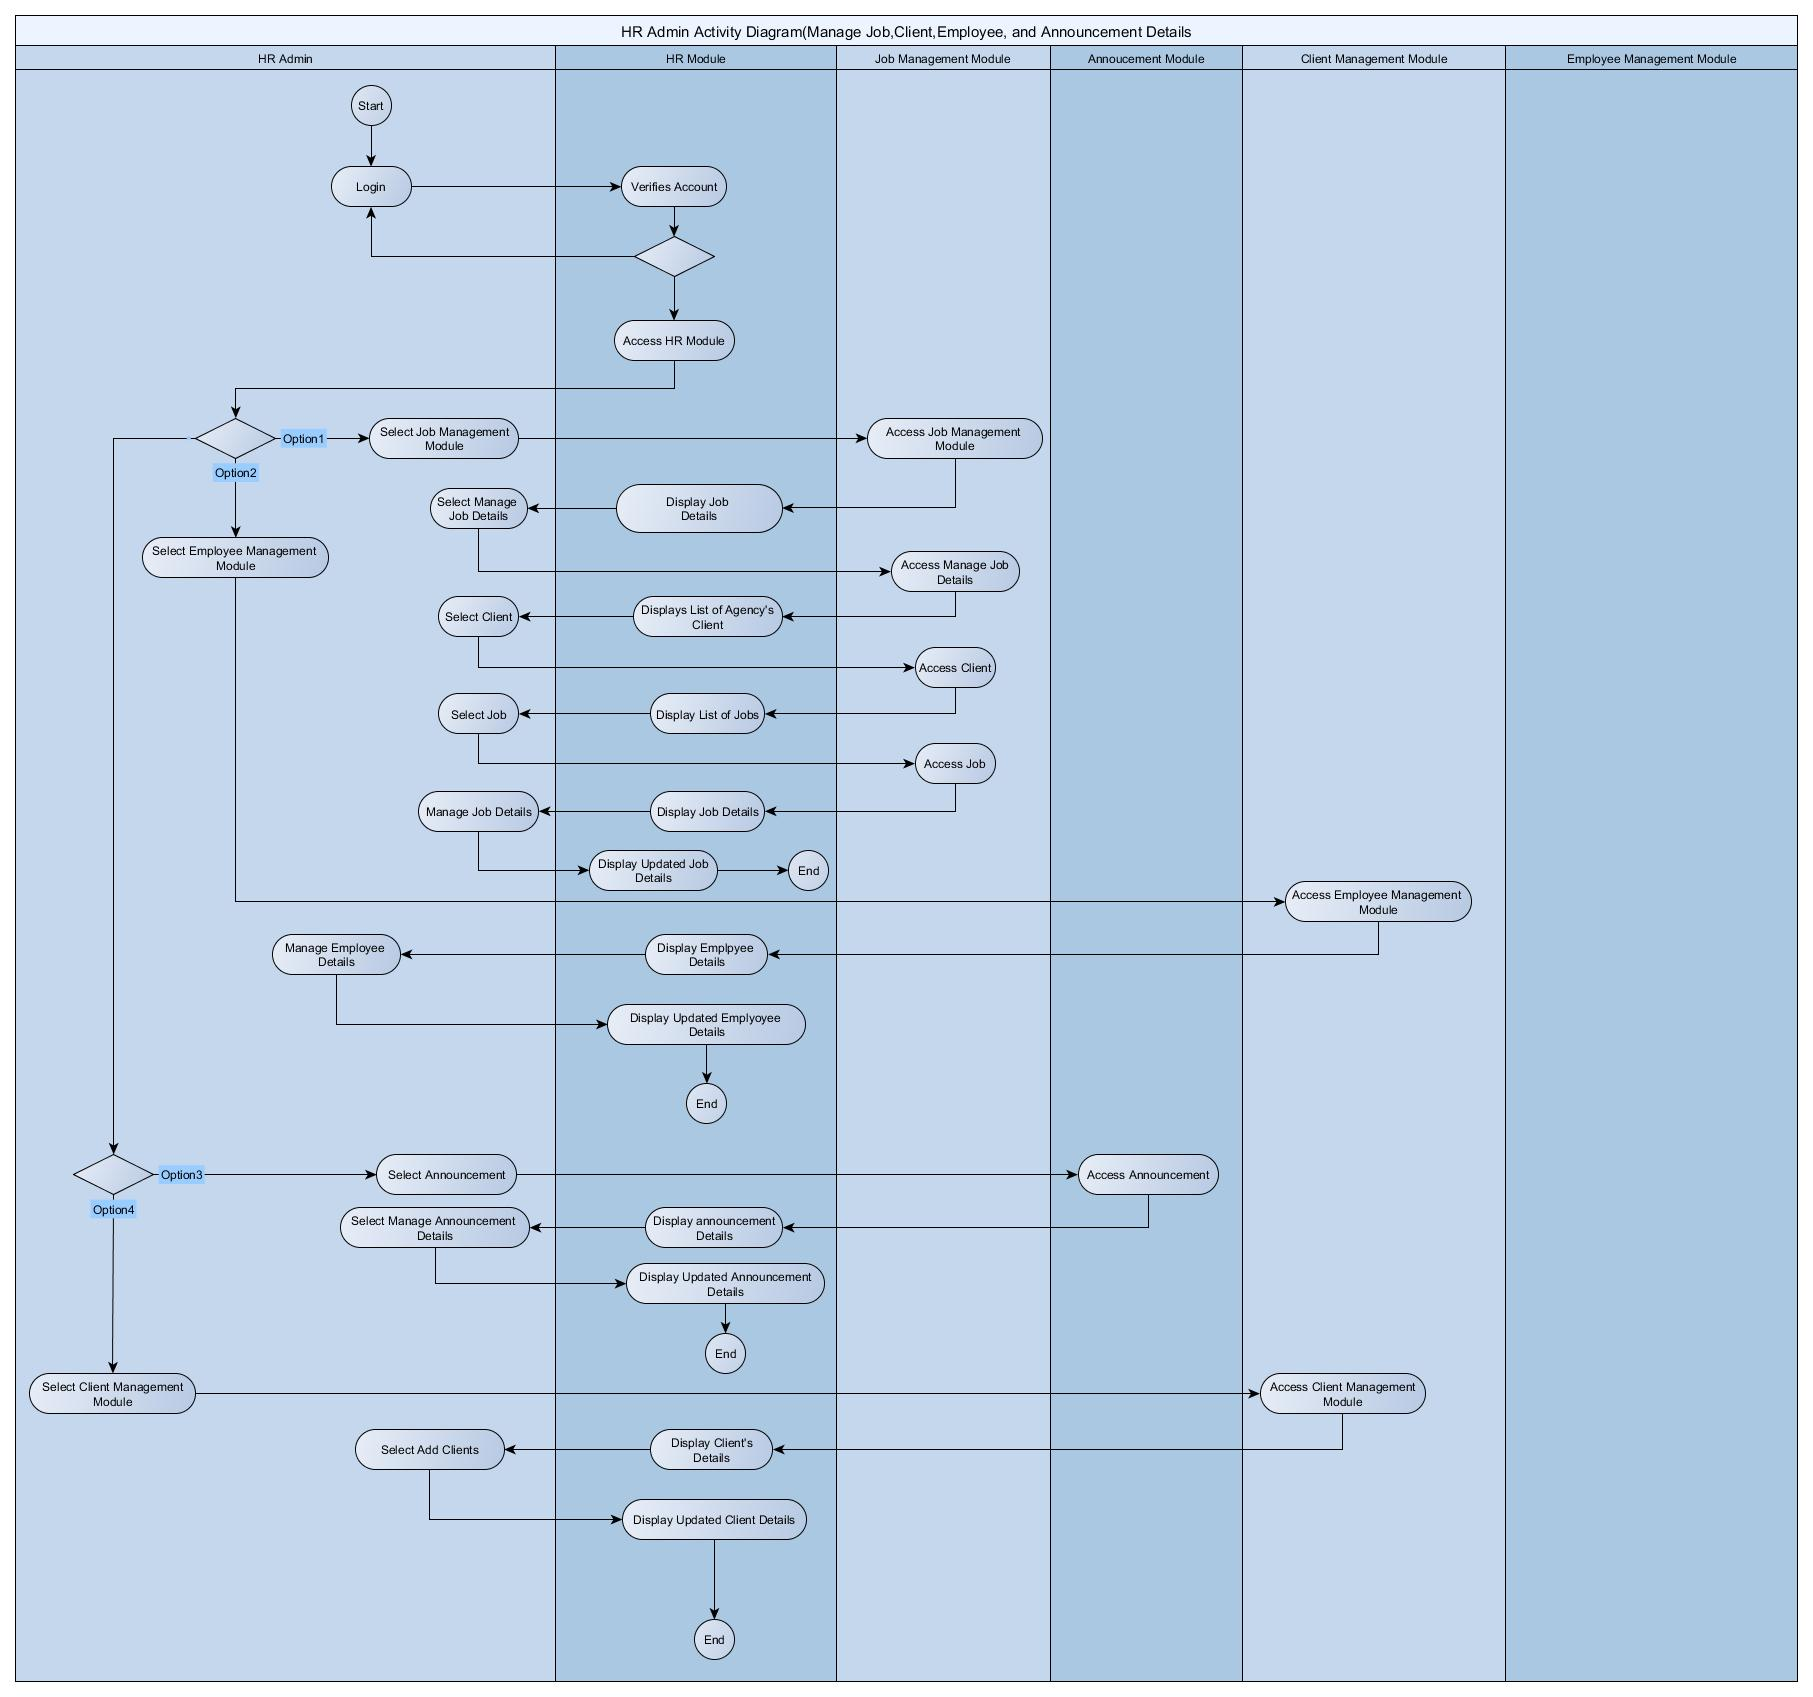 HR Admin Activity Diagram(Manage Job,Client,Employee, and Announcement Details
HR Admin
HR Module
Job Management Module
Annoucement Module
Client Management Module
Employee Management Module
Start
Login
Verifies Account
Access HR Module
Option1
Select Job Management
Module
Access Job Management
Module
Option2
Select Manage
Job Details
Display Job
Details
Select Employee Management
Module
Access Manage Job
Details
Select Client
Displays List of Agency's
Client
Access Client
Select Job
Display List of Jobs
Access Job
Manage Job Details
Display Job Details
Display Updated Job
Details
End
Access Employee Management
Module
Manage Employee
Details
Display Emplpyee
Details
Display Updated Emplyoyee
Details
End
Option3
Select Announcement
Access Announcement
Option4
Select Manage Announcement
Details
Display announcement
Details
Display Updated Announcement
Details
End
Select Client Management
Module
Access Client Management
Module
Select Add Clients
Display Client's
Details
Display Updated Client Details
End